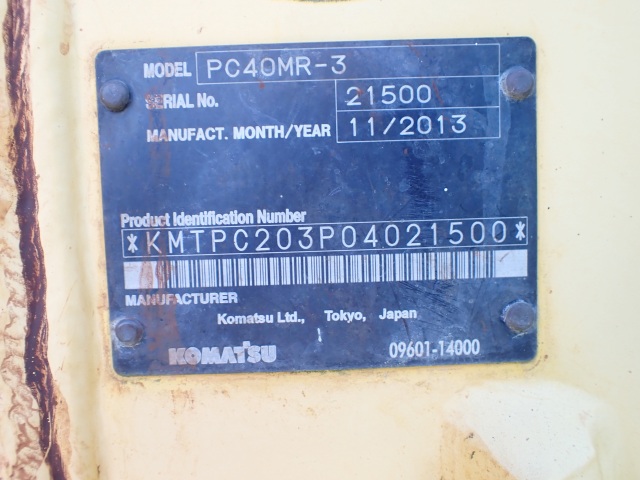 MODEL PC40MR-3
SERIAL No. 21500
MANUFACT. MONTH/YEAR 11/2013
Product Identification Number
*KMTPC203P04021500*
MANUFACTURER
Komatsu Ltd., Tokyo, Japan
KOMATSU 09601-14000